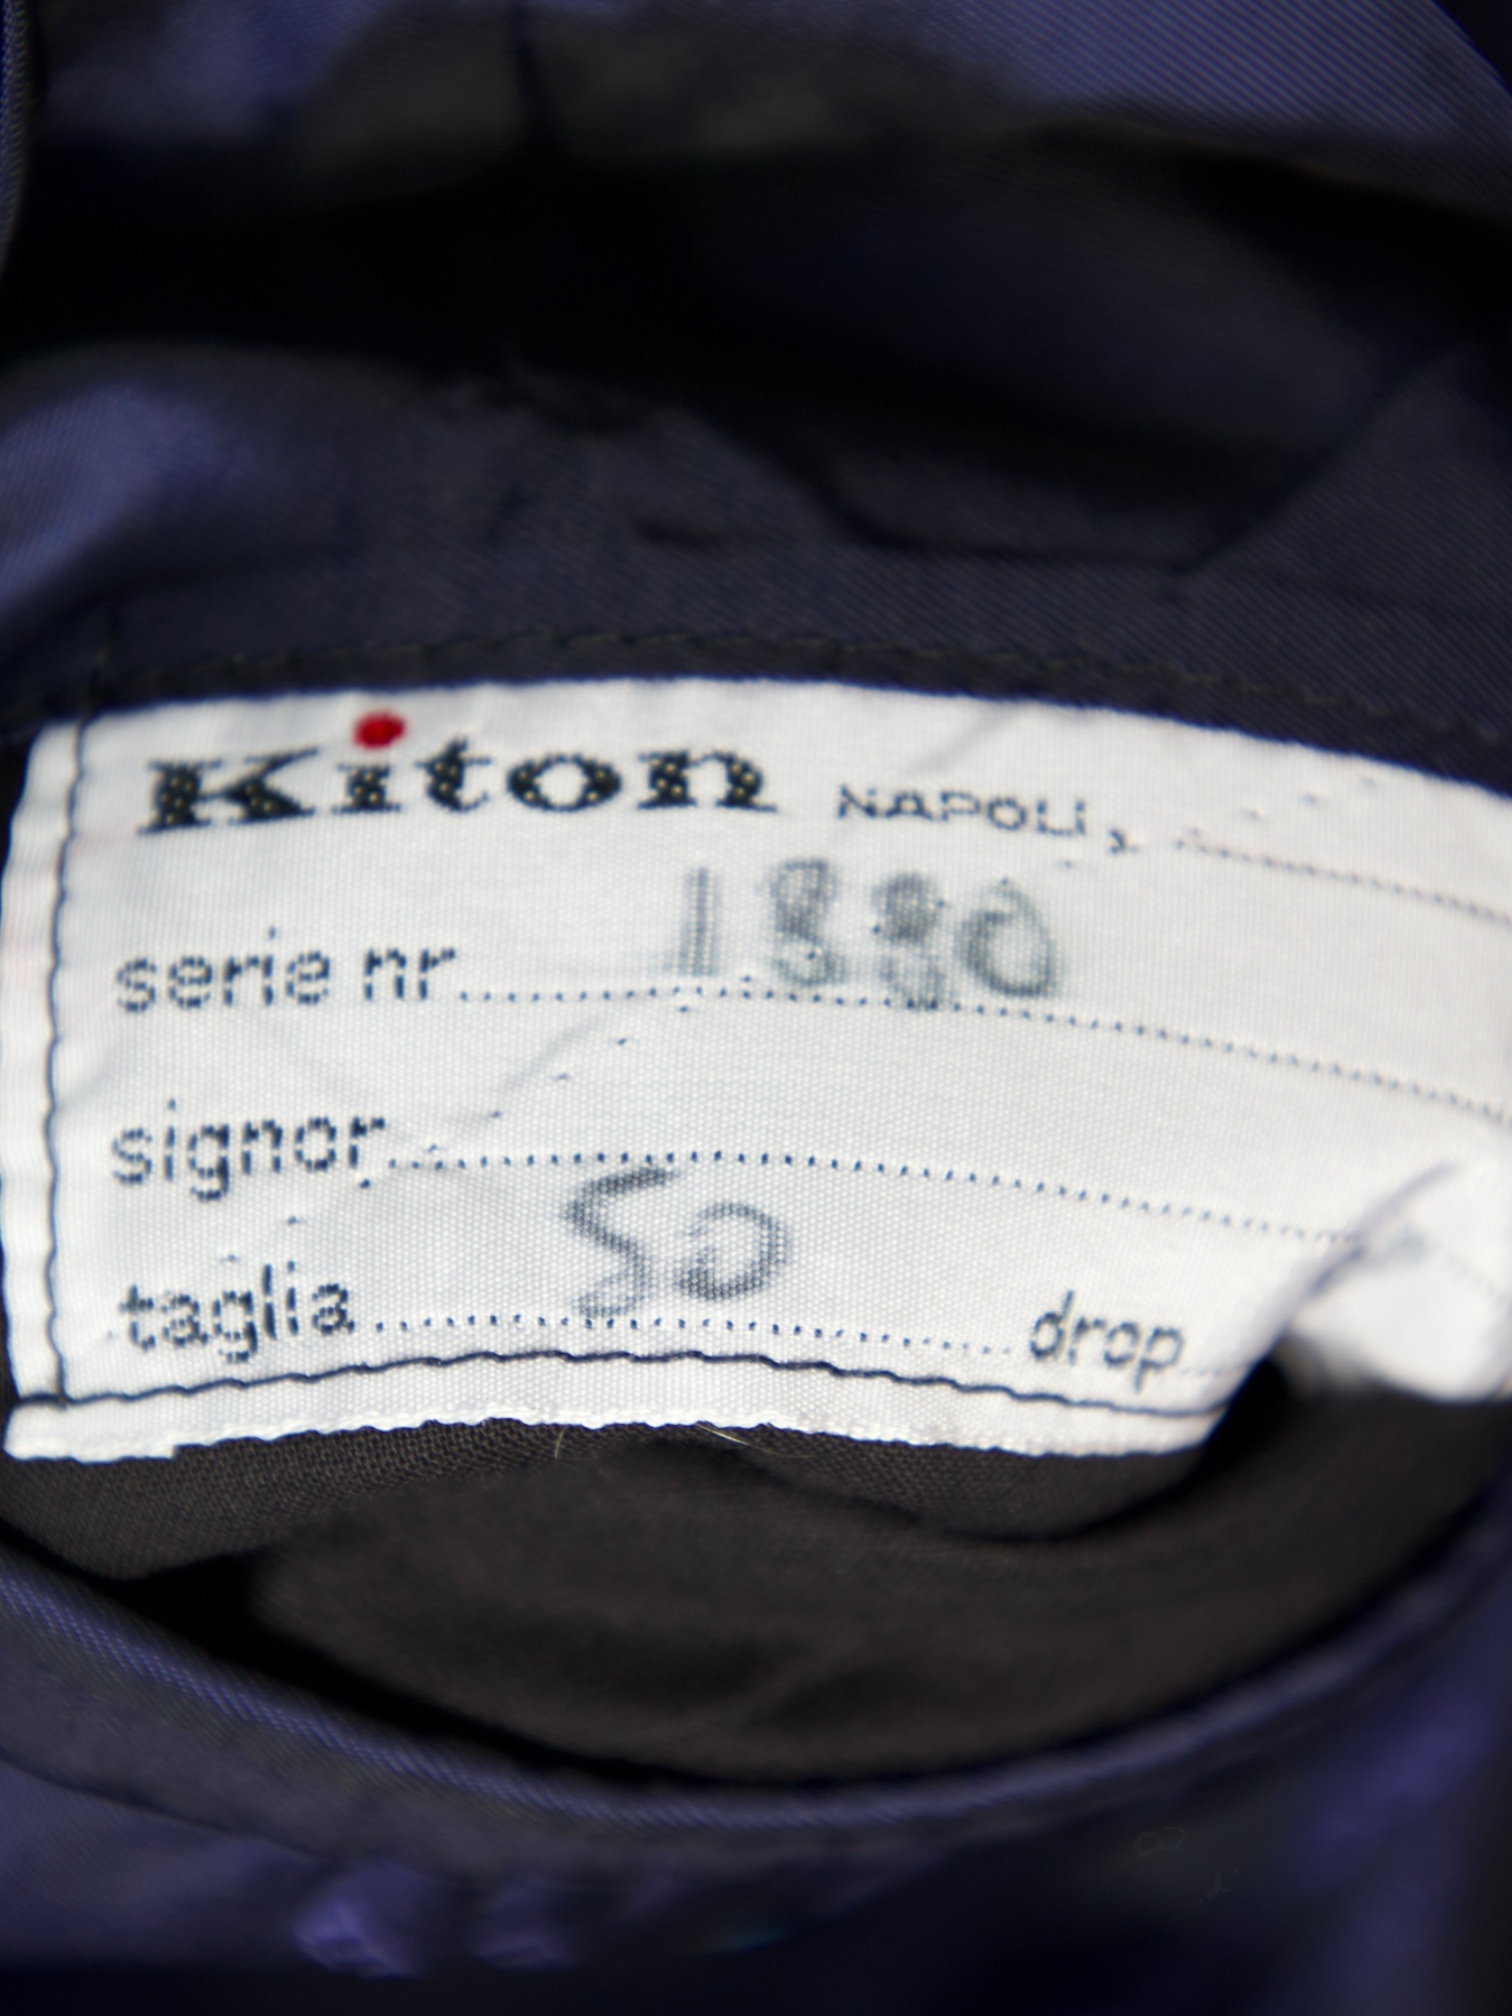 Kiton NAPOLI,
serie nr 1880
signor
taglia 50 drop